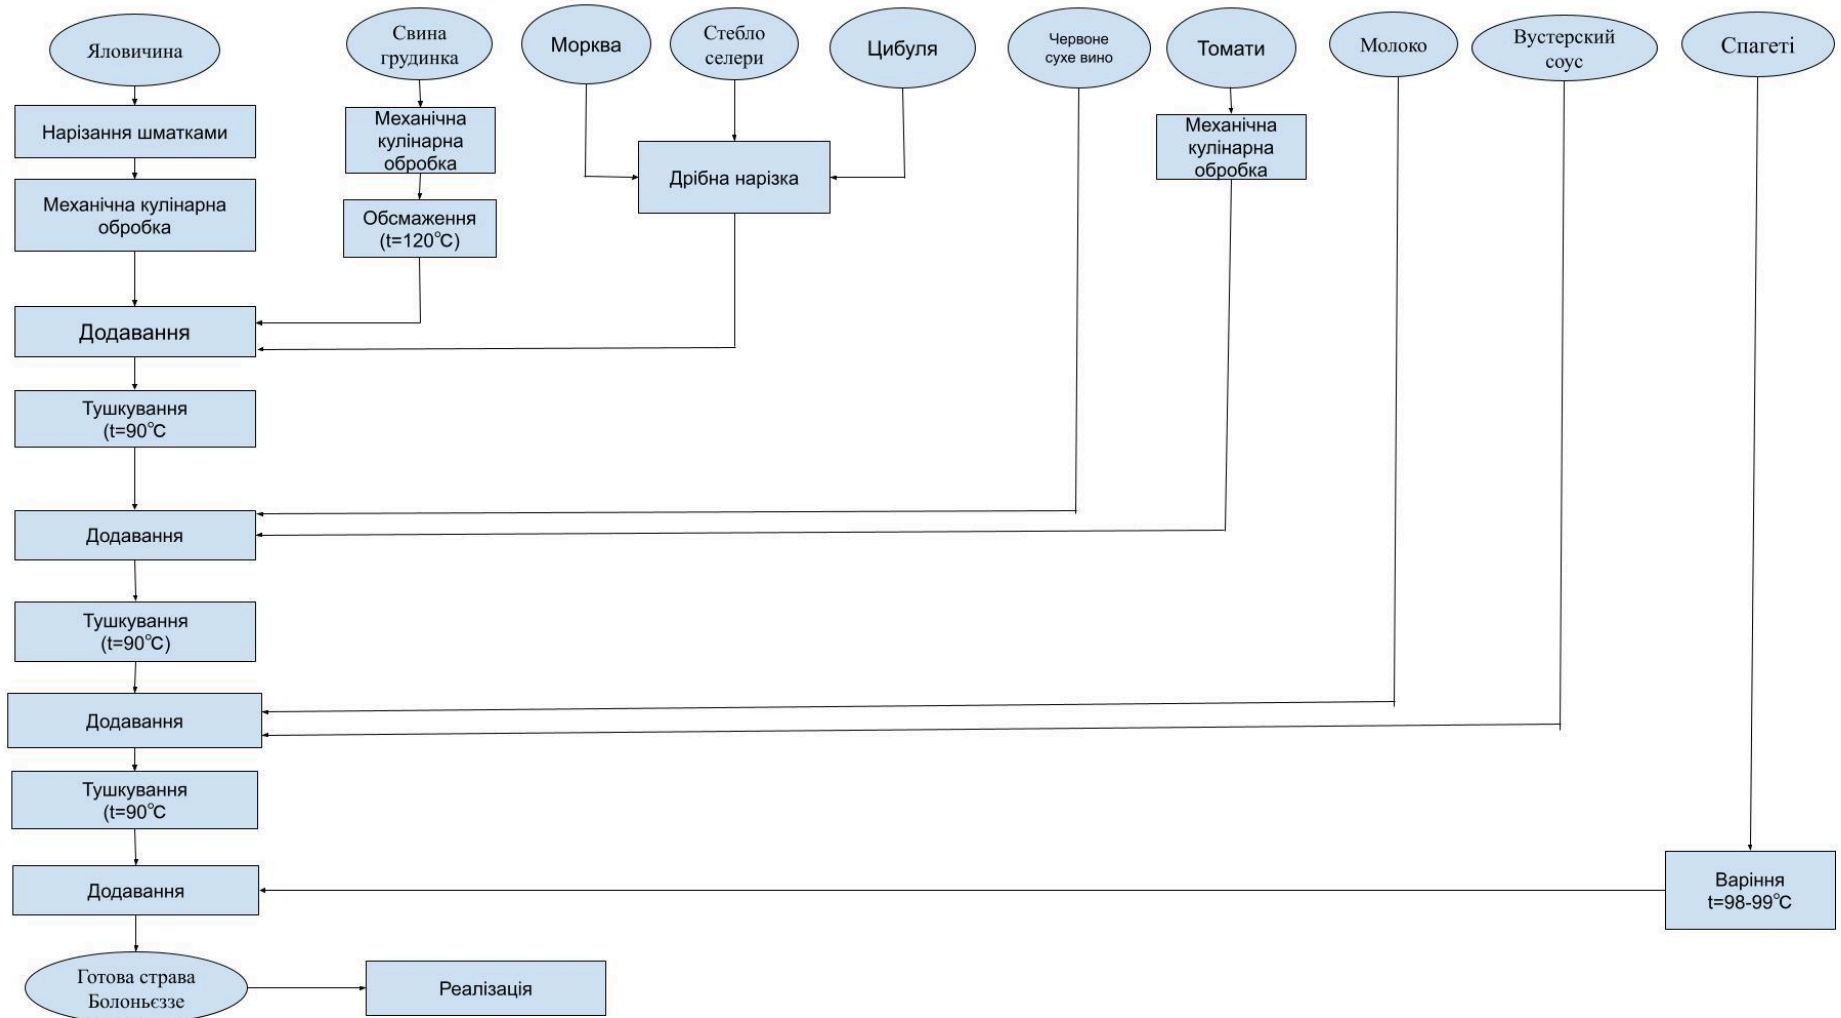 Яловичина
Свина
грудинка
Морква
Стебло
селери
Цибуля
Червоне
сухе вино
Томати
Молоко
Вустерский
соус
Спагеті
Нарізання шматками
Механічна
кулінарна
обробка
Дрібна нарізка
Механічна
кулінарна
обробка
Механічна кулінарна
обробка
Обсмаження
(t=120℃)
Додавання
Тушкування
(t=90℃
Додавання
Тушкування
(t=90℃)
Додавання
Тушкування
(t=90℃
Додавання
Варіння
t=98-99℃
Готова страва
Болоньєззе
Реалізація